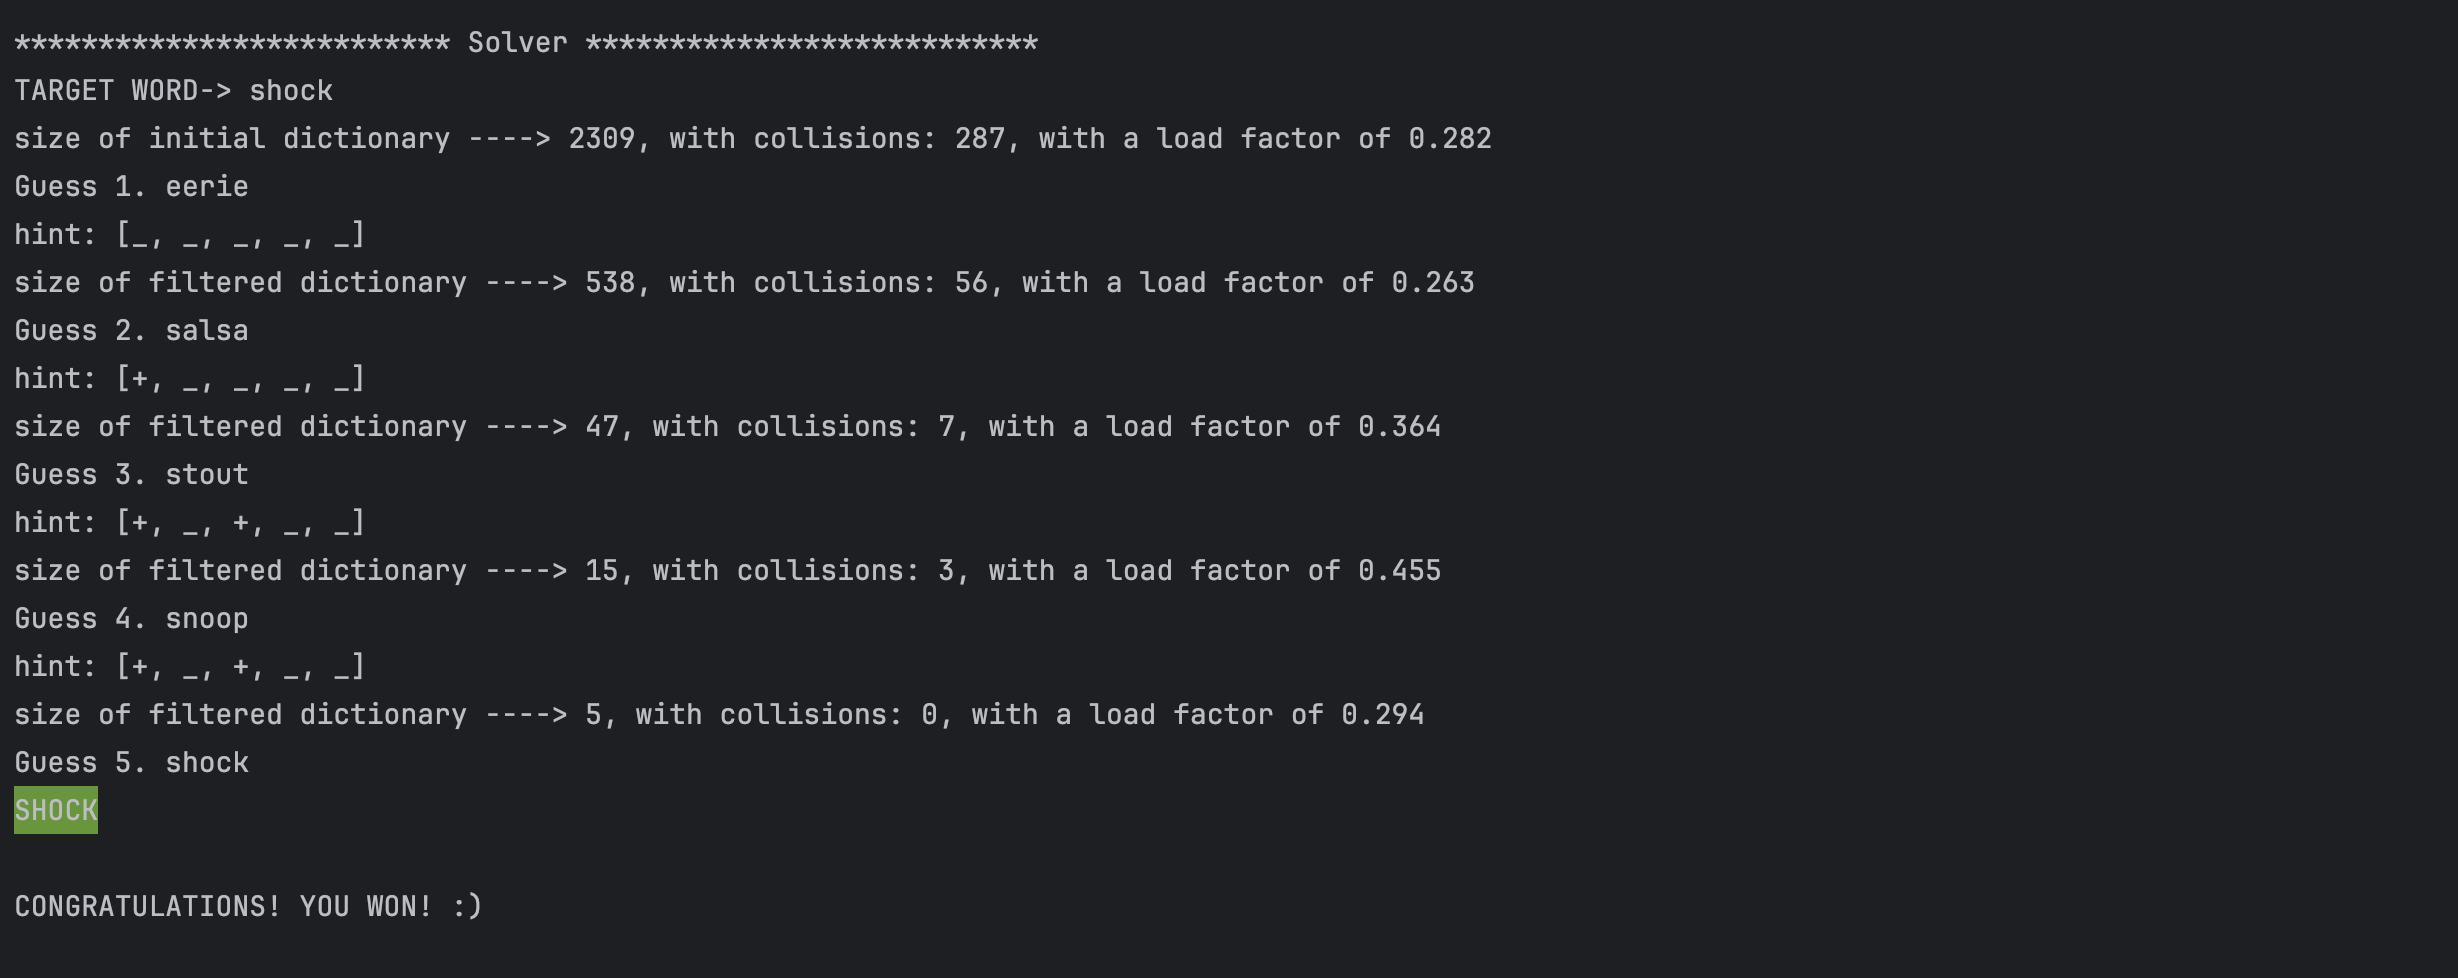 ************************** Solver ***************************
TARGET WORD-> shock
size of initial dictionary ----> 2309, with collisions: 287, with a load factor of 0.282
Guess 1. eerie
hint: [_, _, _, _, _]
size of filtered dictionary ----> 538, with collisions: 56, with a load factor of 0.263
Guess 2. salsa
hint: [+, _, _, _, _]
size of filtered dictionary ----> 47, with collisions: 7, with a load factor of 0.364
Guess 3. stout
hint: [+, _, +, _, _]
size of filtered dictionary ----> 15, with collisions: 3, with a load factor of 0.455
Guess 4. snoop
hint: [+, _, +, _, _]
size of filtered dictionary ----> 5, with collisions: 0, with a load factor of 0.294
Guess 5. shock
SHOCK
CONGRATULATIONS! YOU WON! :)